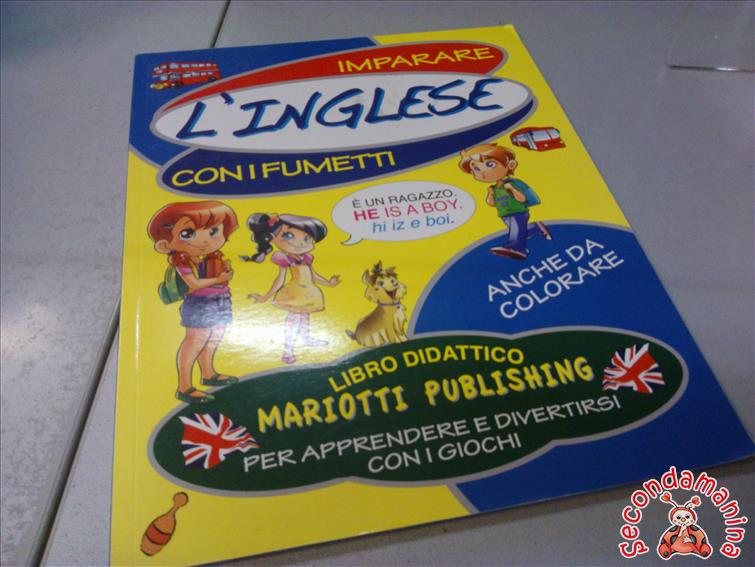 IMPARARE
L'INGLESE
CON I FUMETTI
È UN RAGAZZO.
HE IS A BOY.
hi iz e boi.
ANCHE DA
COLORARE
LIBRO DIDATTICO
MARIOTTI PUBLISHING
PER APPRENDERE E DIVERTIRSI
CON I GIOCHI
secondamanina